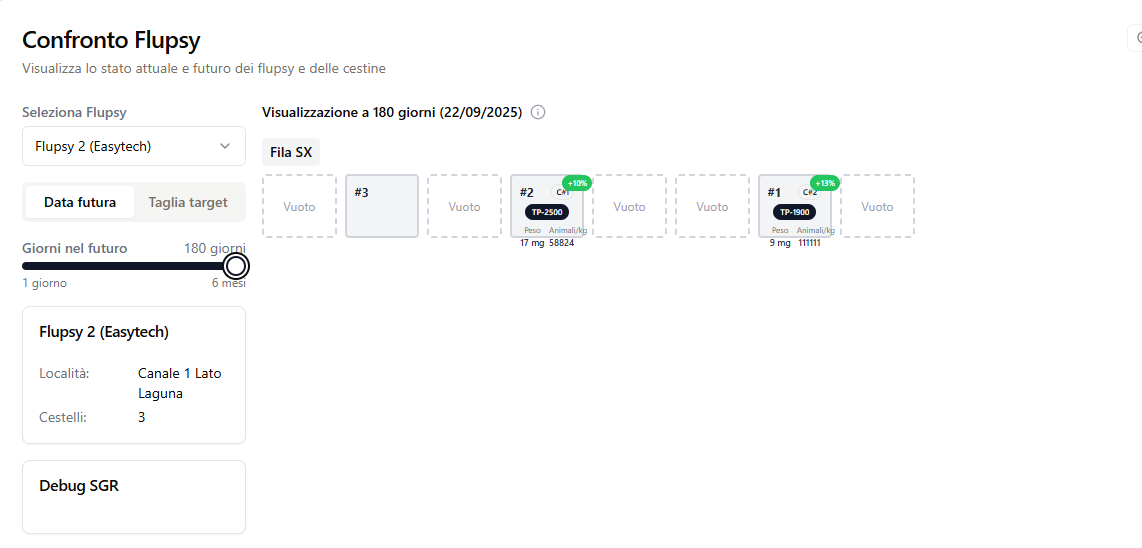 Confronto Flupsy
Visualizza lo stato attuale e futuro dei flupsy e delle cestine
Seleziona Flupsy
Flupsy 2 (Easytech)
Data futura
Taglia target
Giorni nel futuro
180 giorni
1 giorno
6 mesi
Flupsy 2 (Easytech)
Località:
Canale 1 Lato
Laguna
Cestelli:
3
Debug SGR
Visualizzazione a 180 giorni (22/09/2025)
Fila SX
Vuoto
#3
Vuoto
#2
C#1
+10%
TP-2500
Peso
Animali/kg
17 mg
58824
Vuoto
Vuoto
#1
C#2
+13%
TP-1900
Peso
Animali/kg
9 mg
111111
Vuoto